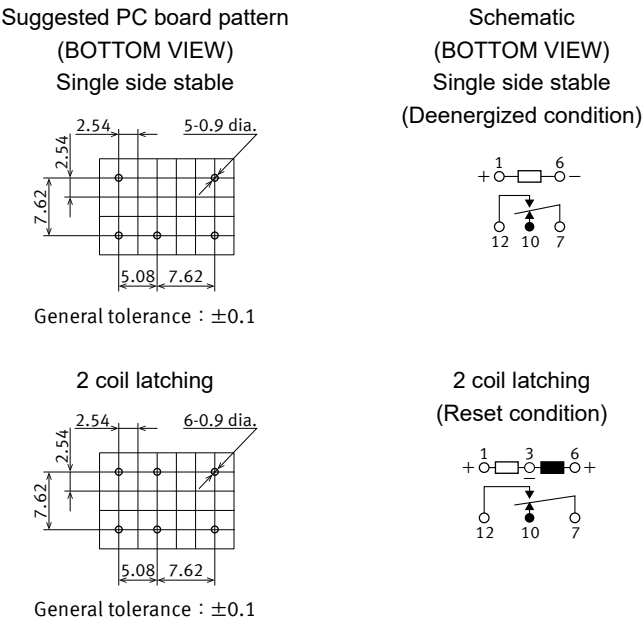 Suggested PC board pattern
(BOTTOM VIEW)
Single side stable
2.54
5-0.9 dia.
2.54
7.62
5.08
7.62
General tolerance : ±0.1
Schematic
(BOTTOM VIEW)
Single side stable
(Deenergized condition)
1 6
+ −
12 10 7
2 coil latching
2.54
6-0.9 dia.
2.54
7.62
5.08
7.62
General tolerance : ±0.1
2 coil latching
(Reset condition)
1 3 6
+ − +
12 10 7